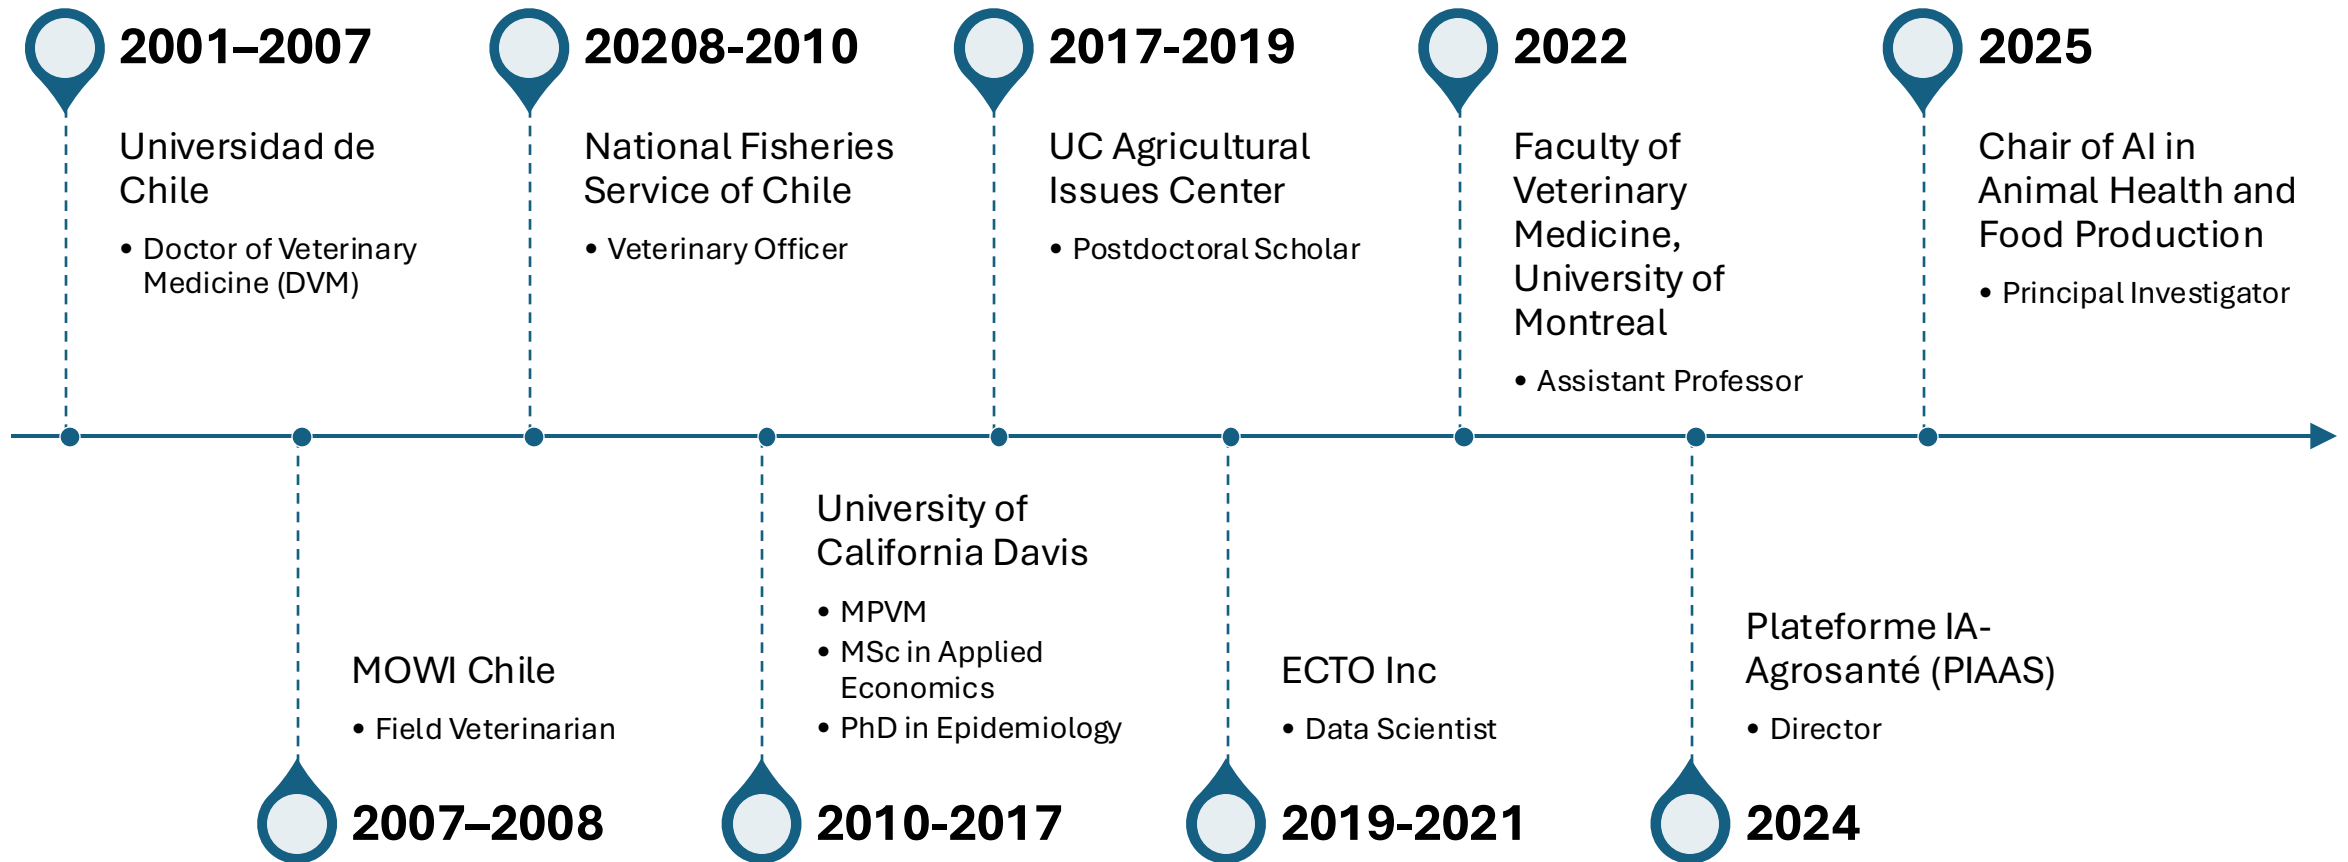 2001–2007
Universidad de
Chile
• Doctor of Veterinary
Medicine (DVM)
MOWI Chile
• Field Veterinarian
2007–2008
20208-2010
National Fisheries
Service of Chile
• Veterinary Officer
University of
California Davis
• MPVM
• MSc in Applied
Economics
• PhD in Epidemiology
2010-2017
2017-2019
UC Agricultural
Issues Center
• Postdoctoral Scholar
ECTO Inc
• Data Scientist
2019-2021
2022
Faculty of
Veterinary
Medicine,
University of
Montreal
• Assistant Professor
Plateforme IA-
Agrosanté (PIAAS)
• Director
2024
2025
Chair of AI in
Animal Health and
Food Production
• Principal Investigator